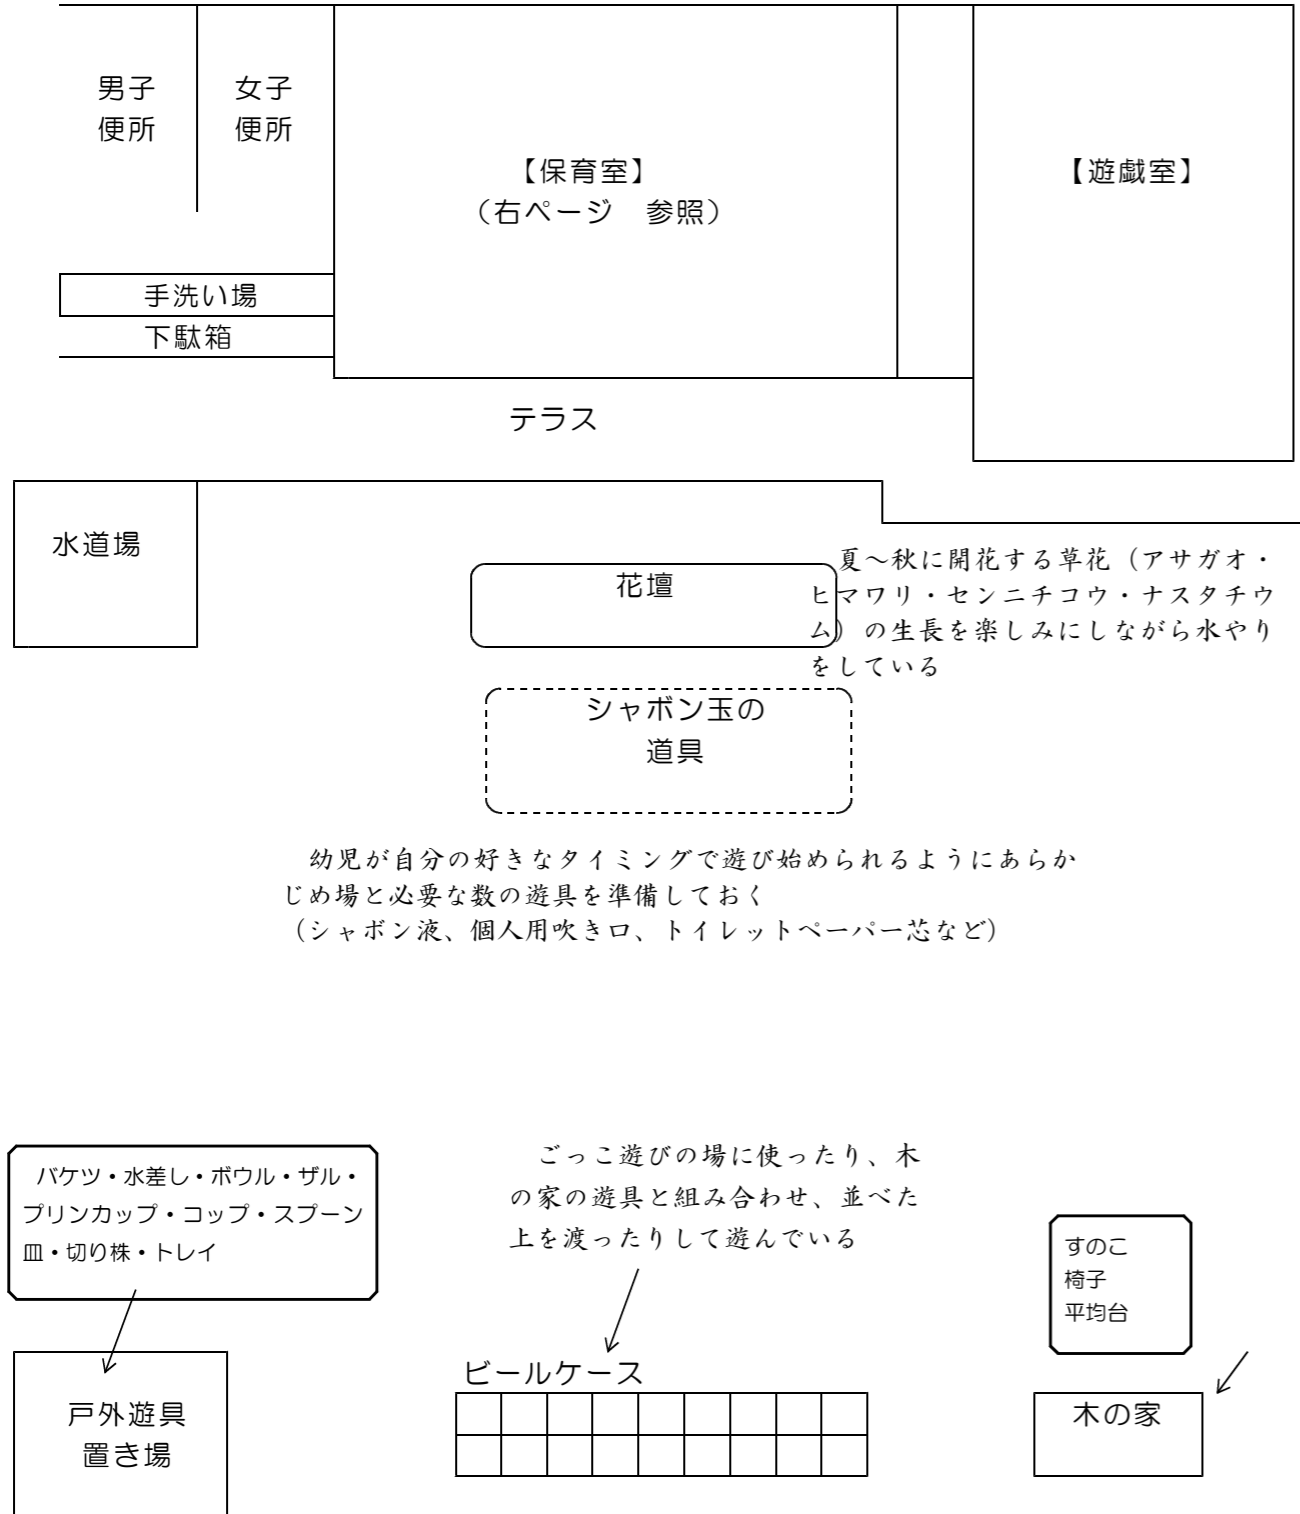 男子
便所
女子
便所
【保育室】
（右ページ　参照）
【遊戯室】
手洗い場
下駄箱
テラス
水道場
花壇
夏～秋に開花する草花（アサガオ・
ヒマワリ・センニチコウ・ナスタチウ
ム）の生長を楽しみにしながら水やり
をしている
シャボン玉の
道具
幼児が自分の好きなタイミングで遊び始められるようにあらか
じめ場と必要な数の遊具を準備しておく
（シャボン液、個人用吹き口、トイレットペーパー芯など）
バケツ・水差し・ボウル・ザル・
プリンカップ・コップ・スプーン
皿・切り株・トレイ
戸外遊具
置き場
ごっこ遊びの場に使ったり、木
の家の遊具と組み合わせ、並べた
上を渡ったりして遊んでいる
ビールケース
すのこ
椅子
平均台
木の家